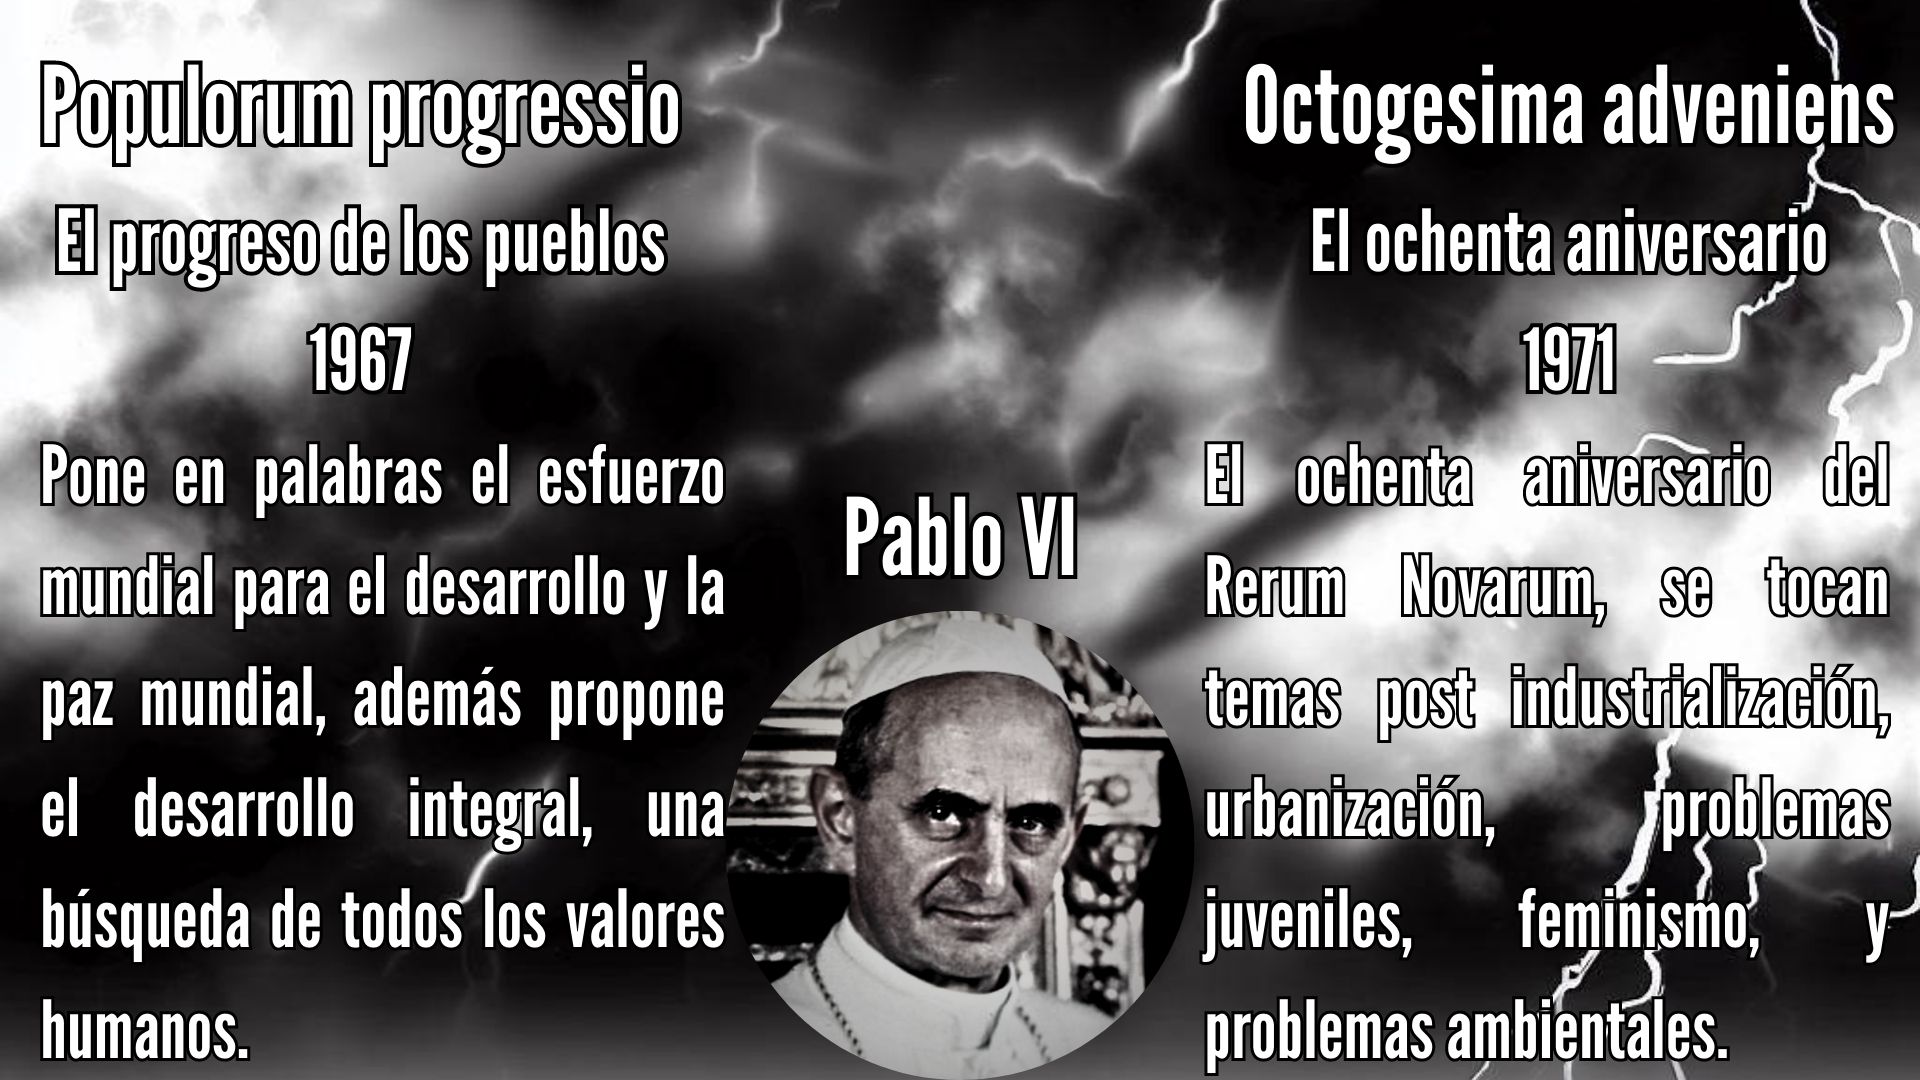 Populorum progressio
El progreso de los pueblos
1967
Pone en palabras el esfuerzo
mundial para el desarrollo y la
paz mundial, además propone
el desarrollo integral, una
búsqueda de todos los valores
humanos.
Pablo VI
Octogesima adveniens
El ochenta aniversario
1971
El ochenta aniversario del
Rerum Novarum, se tocan
temas post industrialización,
urbanización, problemas
juveniles, feminismo, y
problemas ambientales.